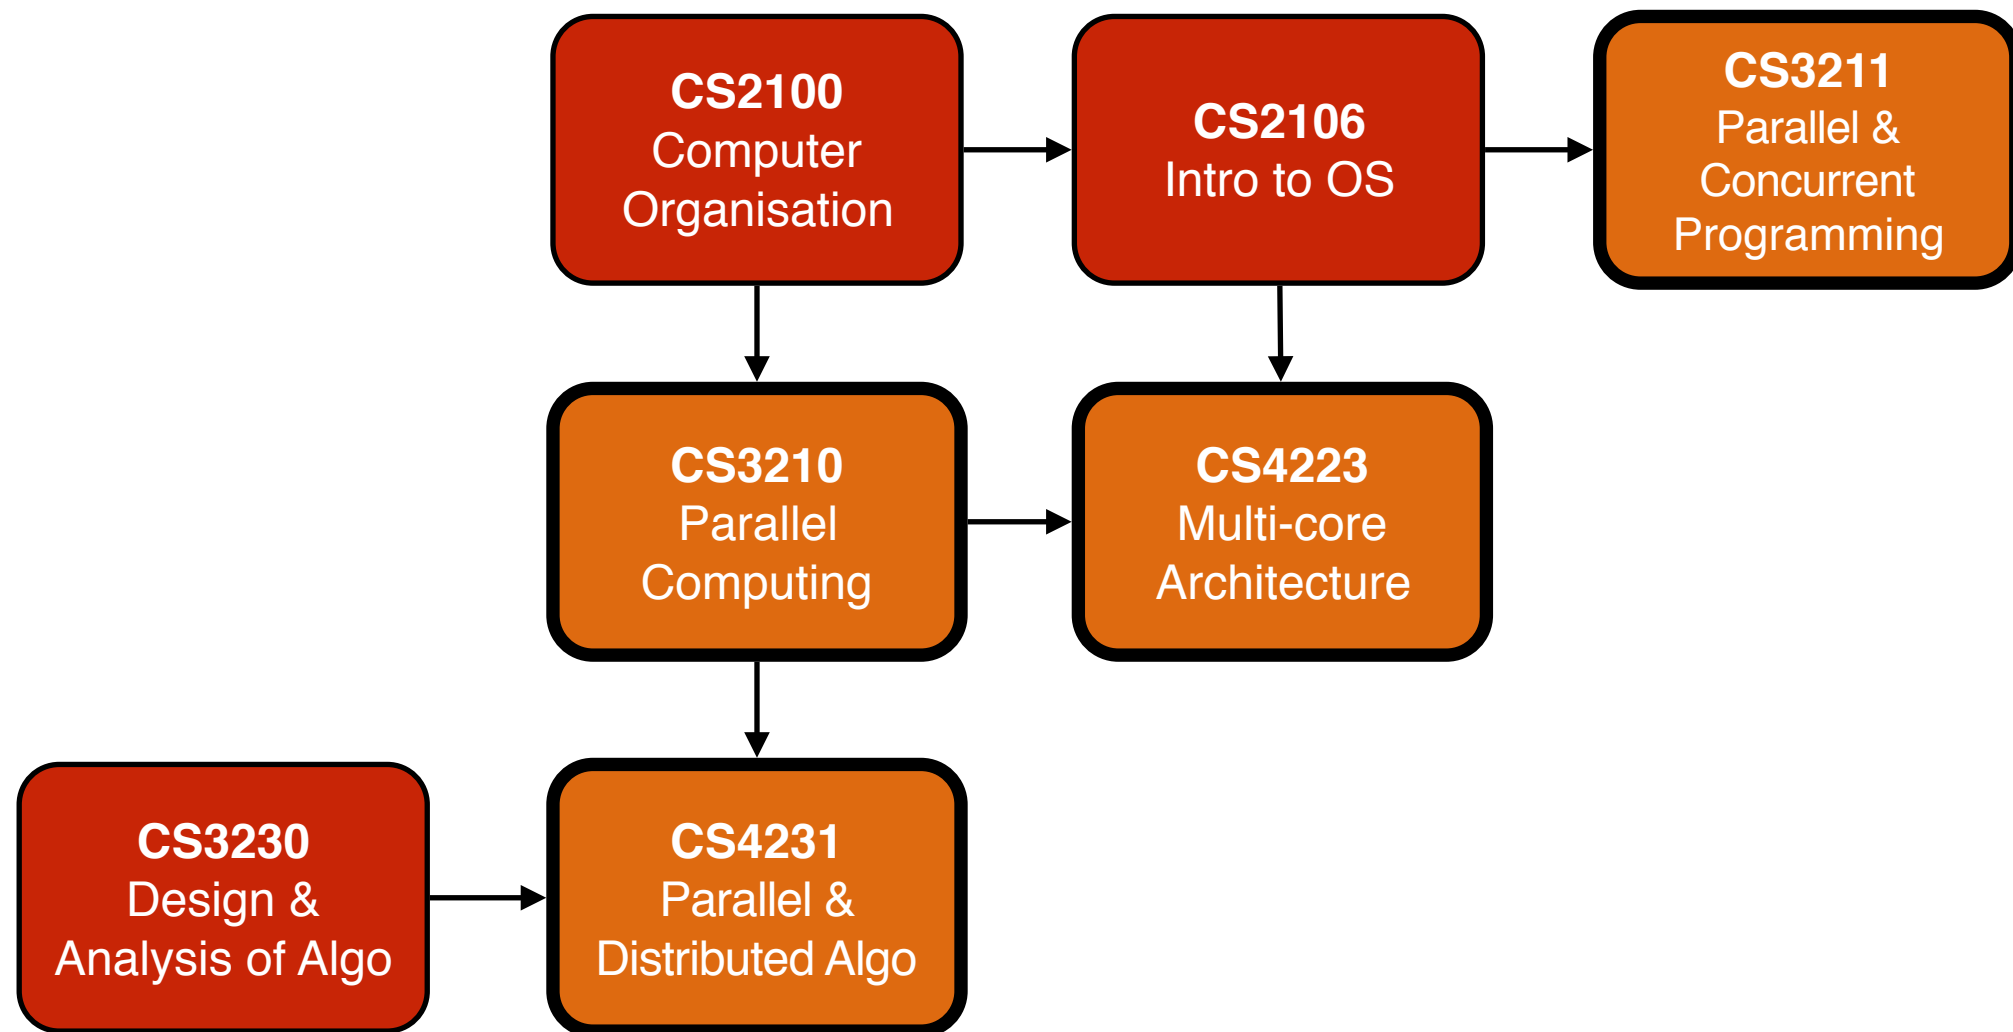 CS2100
Computer
Organisation
CS2106
Intro to OS
CS3211
Parallel &
Concurrent
Programming
CS3210
Parallel
Computing
CS4223
Multi-core
Architecture
CS3230
Design &
Analysis of Algo
CS4231
Parallel &
Distributed Algo